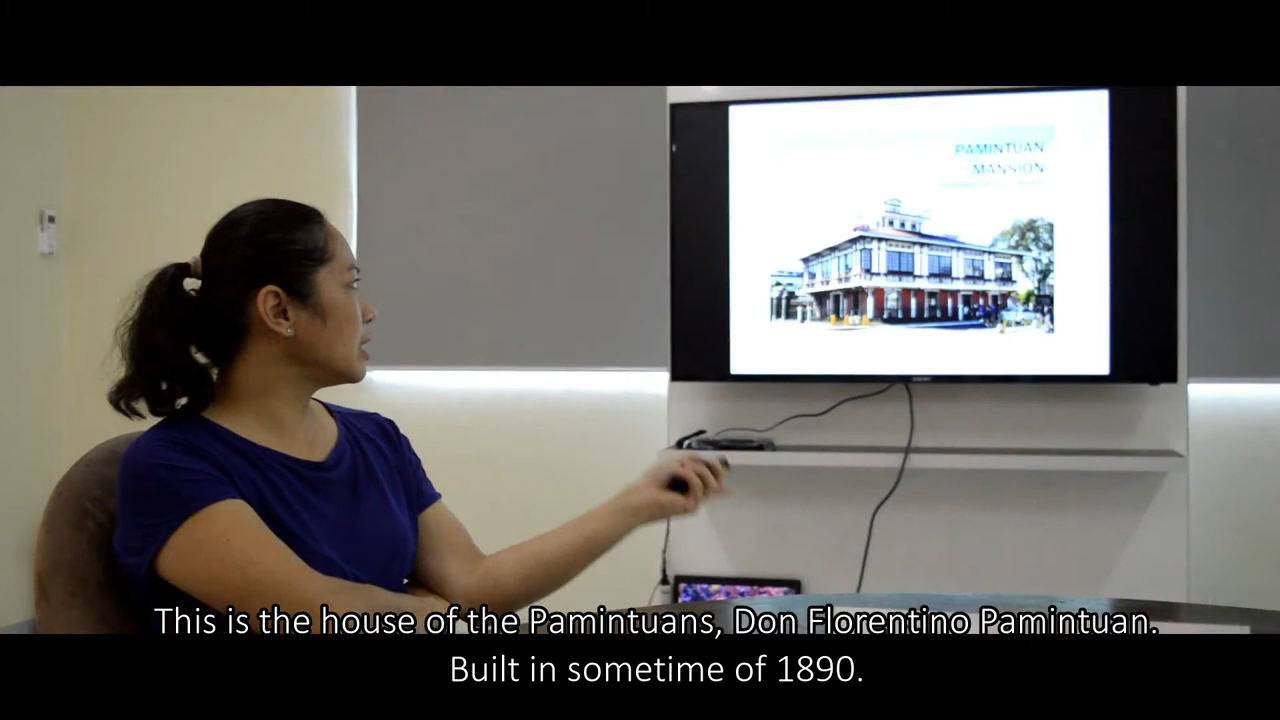 PAMINTUAN
MANSION
This is the house of the Pamintuans, Don Florentino Pamintuan.
Built in sometime of 1890.